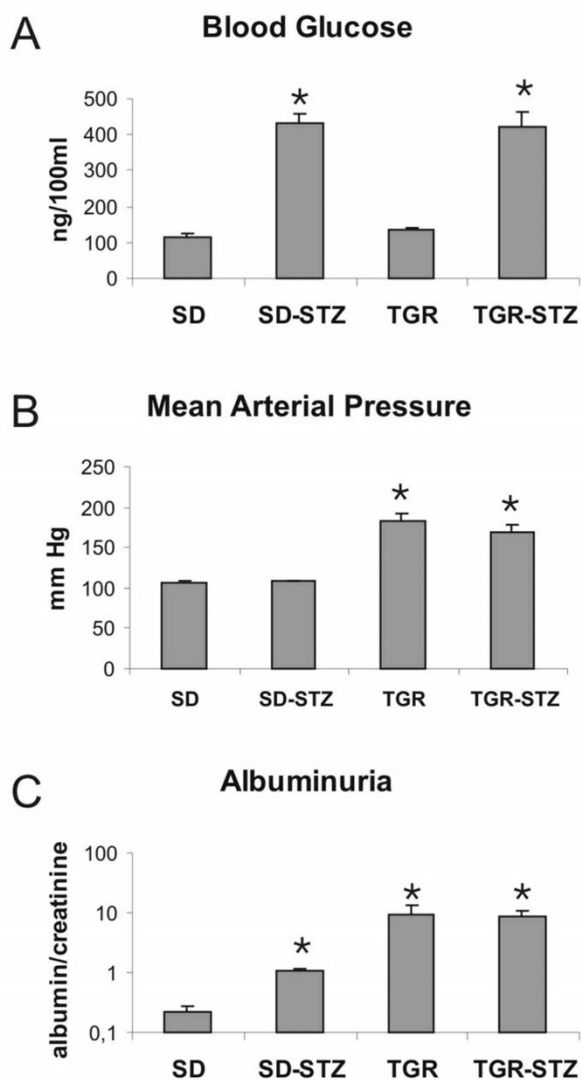 A
Blood Glucose
ng/100ml
500
400
300
200
100
0
*
*
SD SD-STZ TGR TGR-STZ
B
Mean Arterial Pressure
mm Hg
250
200
150
100
50
0
*
*
SD SD-STZ TGR TGR-STZ
C
Albuminuria
albumin/creatinine
100
10
1
0,1
*
*
*
SD SD-STZ TGR TGR-STZ